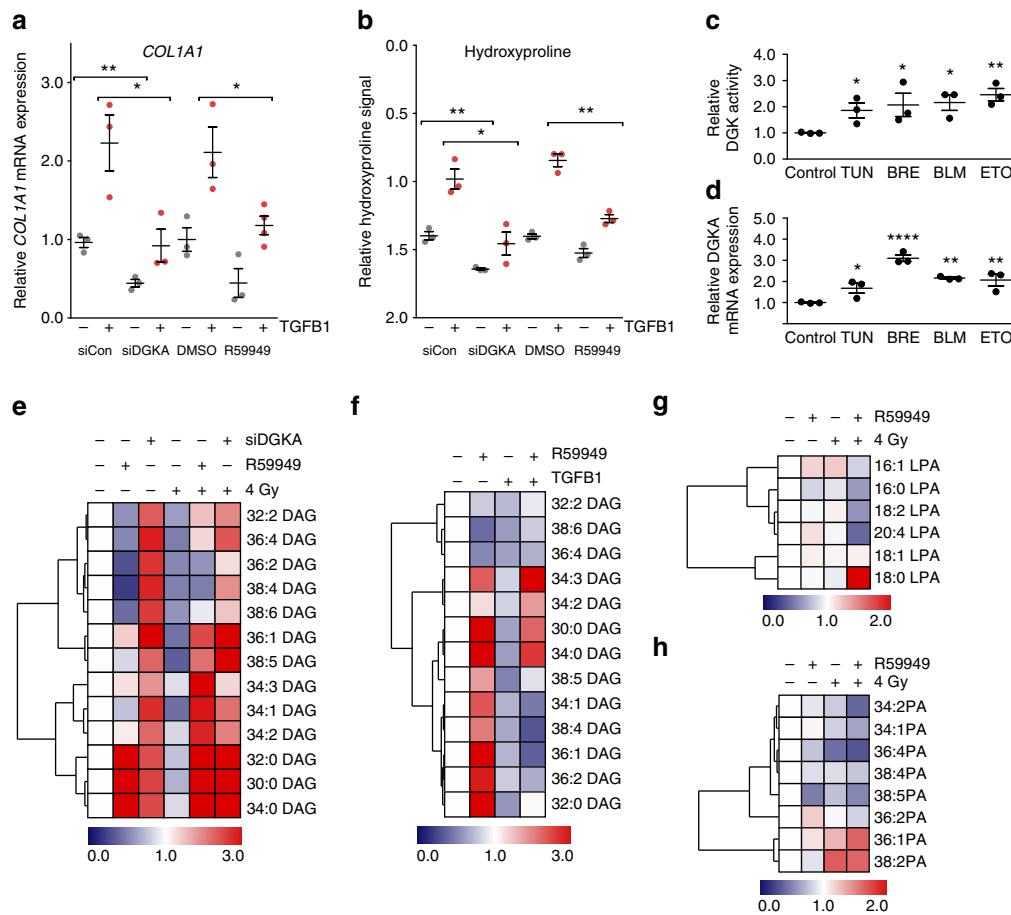 a
COL1A1
Relative COL1A1 mRNA expression
3.0
2.0
1.0
0.0
** * *
– + – + – + – + TGFB1
siCon siDGKA DMSO R59949
b
Hydroxyproline
Relative hydroxyproline signal
0.0
0.5
1.0
1.5
2.0
** * **
– + – + – + – + TGFB1
siCon siDGKA DMSO R59949
c
Relative
DGK activity
4.0
3.0
2.0
1.0
0.0
* * * **
Control TUN BRE BLM ETO
d
Relative DGKA
mRNA expression
5.0
4.0
3.0
2.0
1.0
* **** ** **
Control TUN BRE BLM ETO
e
– – + – – + siDGKA
– + – – + – R59949
– – – + + + 4 Gy
32:2 DAG
36:4 DAG
36:2 DAG
38:4 DAG
38:6 DAG
36:1 DAG
38:5 DAG
34:3 DAG
34:1 DAG
34:2 DAG
32:0 DAG
30:0 DAG
34:0 DAG
0.0 1.0 3.0
f
– + – + R59949
– – + + TGFB1
32:2 DAG
38:6 DAG
36:4 DAG
34:3 DAG
34:2 DAG
30:0 DAG
34:0 DAG
38:5 DAG
34:1 DAG
38:4 DAG
36:1 DAG
36:2 DAG
32:0 DAG
0.0 1.0 3.0
g
– + – + R59949
– – + + 4 Gy
16:1 LPA
16:0 LPA
18:2 LPA
20:4 LPA
18:1 LPA
18:0 LPA
0.0 1.0 2.0
h
– + – + R59949
– – + + 4 Gy
34:2PA
34:1PA
36:4PA
38:4PA
38:5PA
36:2PA
36:1PA
38:2PA
0.0 1.0 2.0